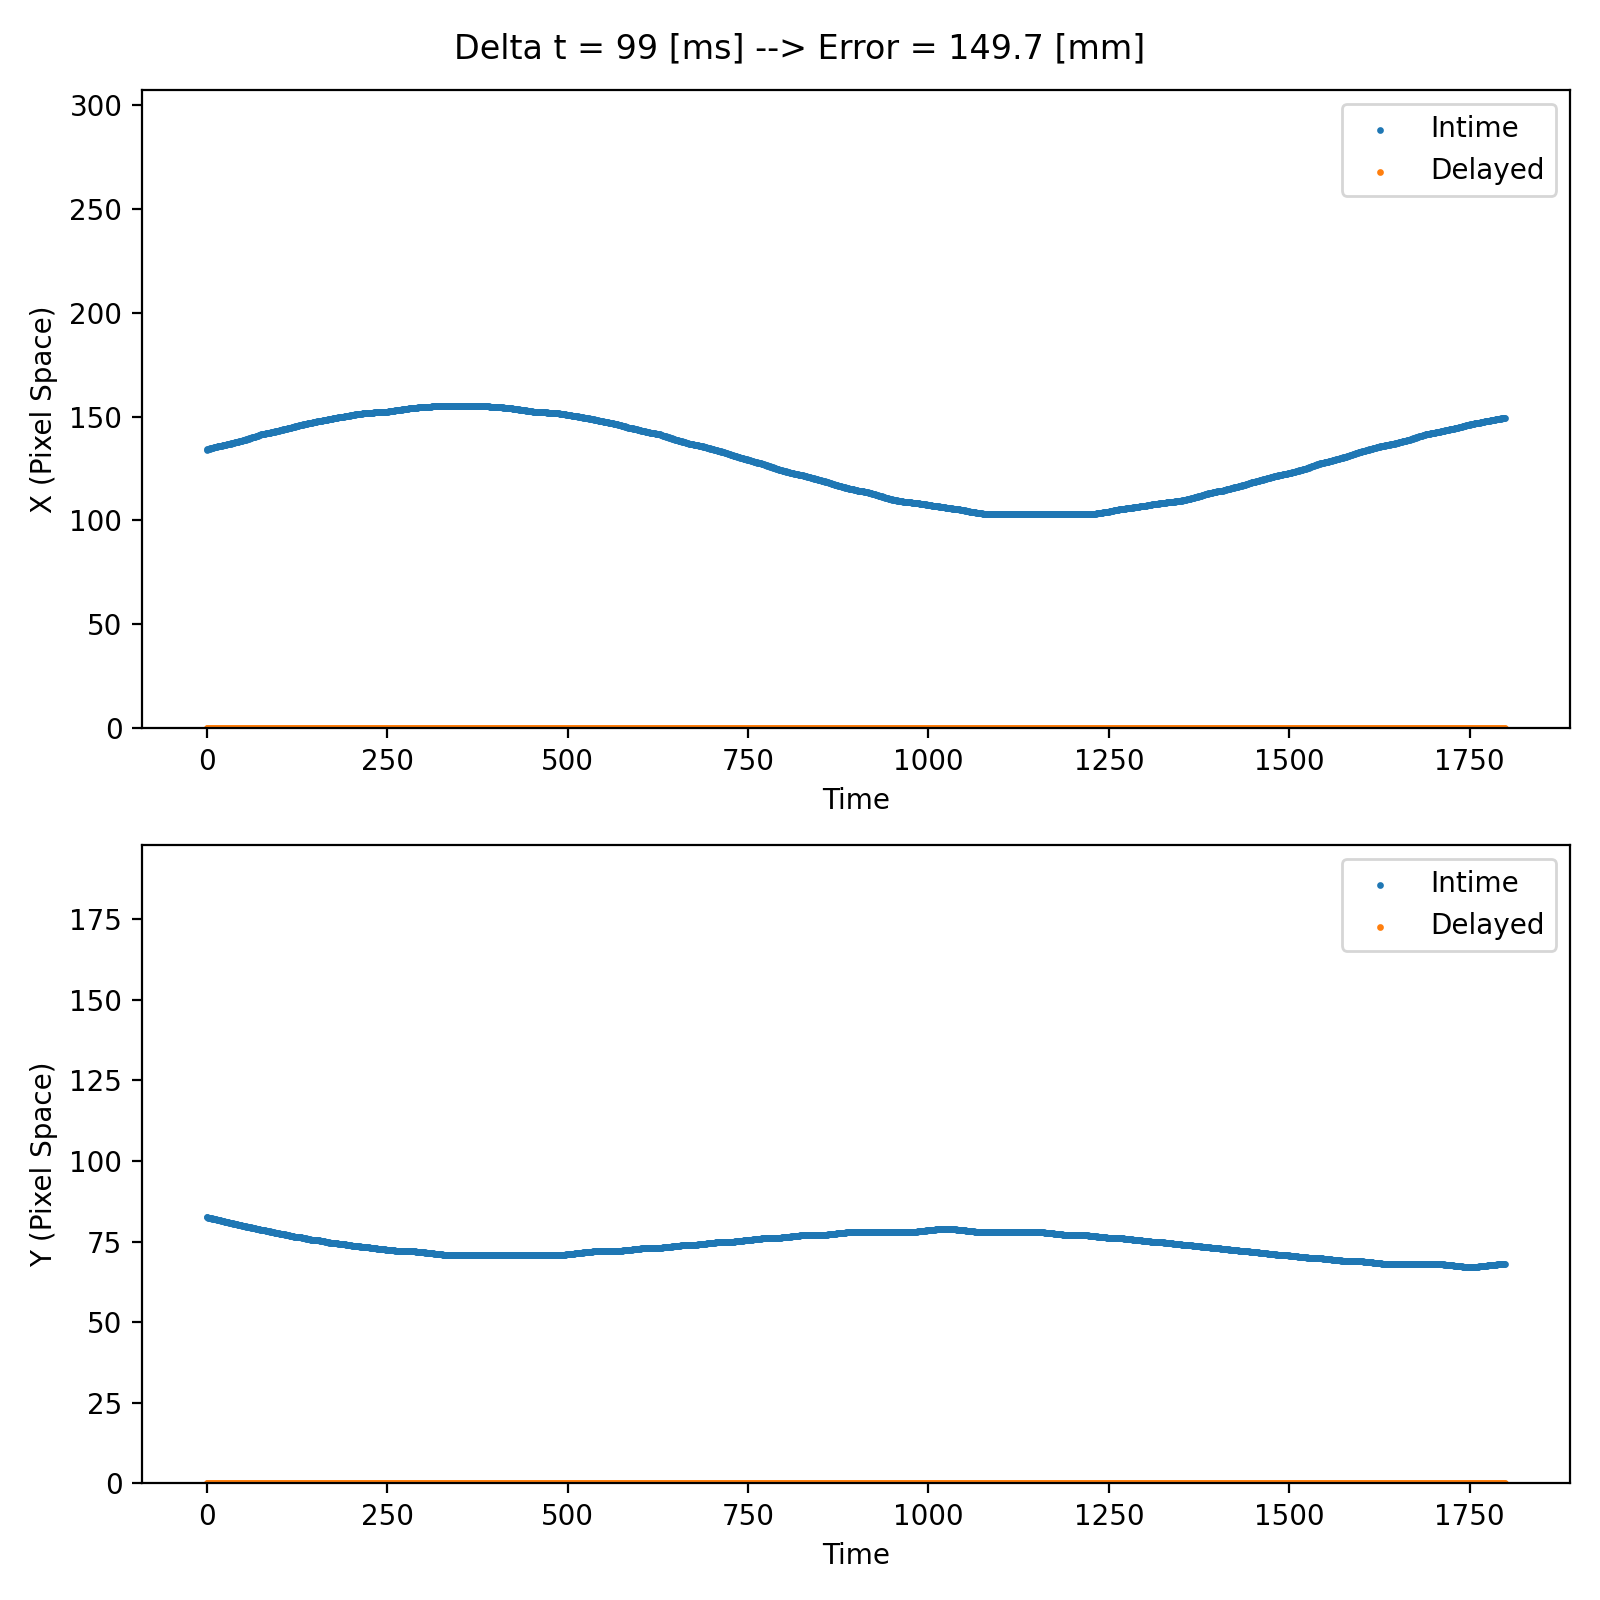 Delta t = 99 [ms] --> Error = 149.7 [mm]
300
250
200
150
100
50
0
X (Pixel Space)
Intime
Delayed
0 250 500 750 1000 1250 1500 1750
Time
175
150
125
100
75
50
25
0
Y (Pixel Space)
Intime
Delayed
0 250 500 750 1000 1250 1500 1750
Time